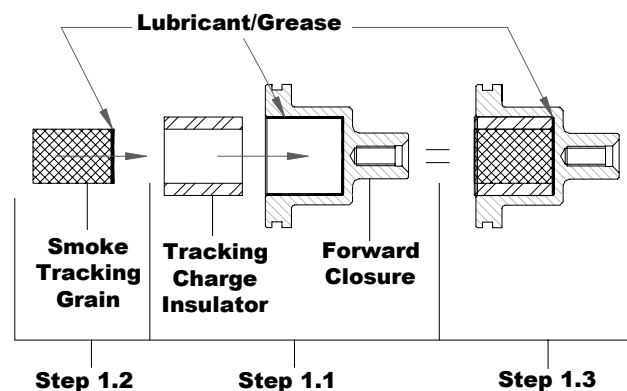 Lubricant/Grease
Smoke
Tracking
Grain
Tracking
Charge
Insulator
Forward
Closure
Step 1.2
Step 1.1
Step 1.3